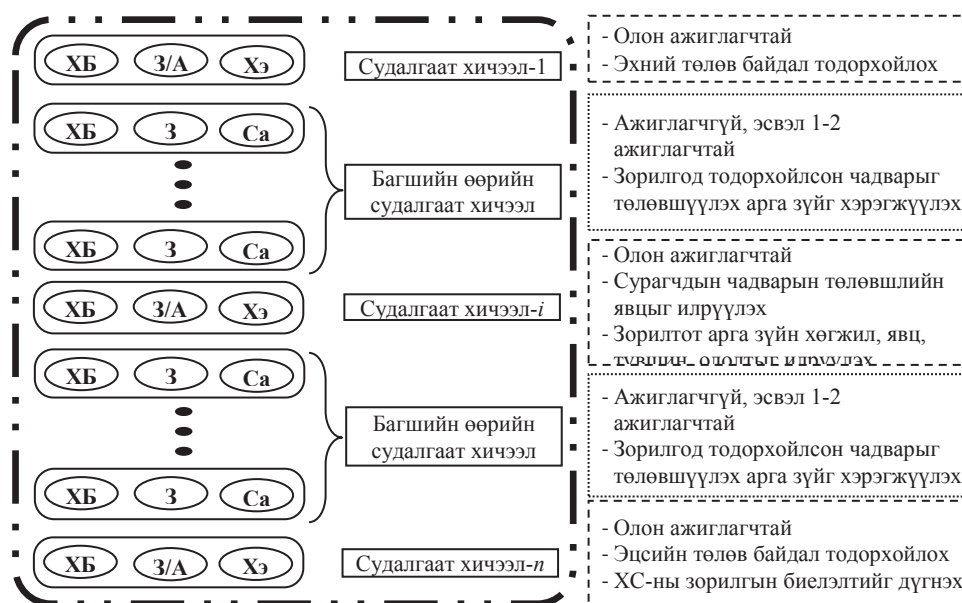 ХБ З/А Хэ
Судалгаат хичээл-1
- Олон ажиглагчтай
- Эхний төлөв байдал тодорхойлох
ХБ З Са
ХБ З Са
Багшийн өөрийн
судалгаат хичээл
- Ажиглагчгүй, эсвэл 1-2
ажиглагчтай
- Зорилгод тодорхойлсон чадварыг
төлөвшүүлэх арга зүйг хэрэгжүүлэх
ХБ З/А Хэ
Судалгаат хичээл-i
- Олон ажиглагчтай
- Сурагчдын чадварын төлөвшлийн
явцыг илрүүлэх
- Зорилтот арга зүйн хөгжил, явц,
түвшин, ололтыг илрүүлэх
ХБ З Са
ХБ З Са
Багшийн өөрийн
судалгаат хичээл
- Ажиглагчгүй, эсвэл 1-2
ажиглагчтай
- Зорилгод тодорхойлсон чадварыг
төлөвшүүлэх арга зүйг хэрэгжүүлэх
ХБ З/А Хэ
Судалгаат хичээл-n
- Олон ажиглагчтай
- Эцсийн төлөв байдал тодорхойлох
- ХС-ны зорилгын биелэлтийг дүгнэх